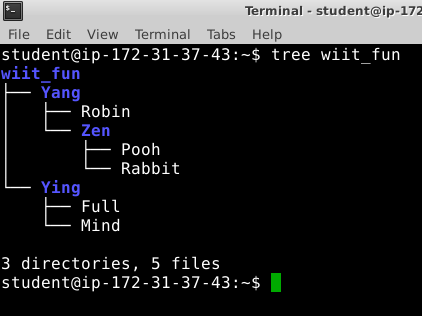 Terminal - student@ip-172
File Edit View Terminal Tabs Help
student@ip-172-31-37-43:~$ tree wiit_fun
wiit_fun
├── Yang
│   ├── Robin
│   └── Zen
│       ├── Pooh
│       └── Rabbit
└── Ying
    ├── Full
    └── Mind
3 directories, 5 files
student@ip-172-31-37-43:~$